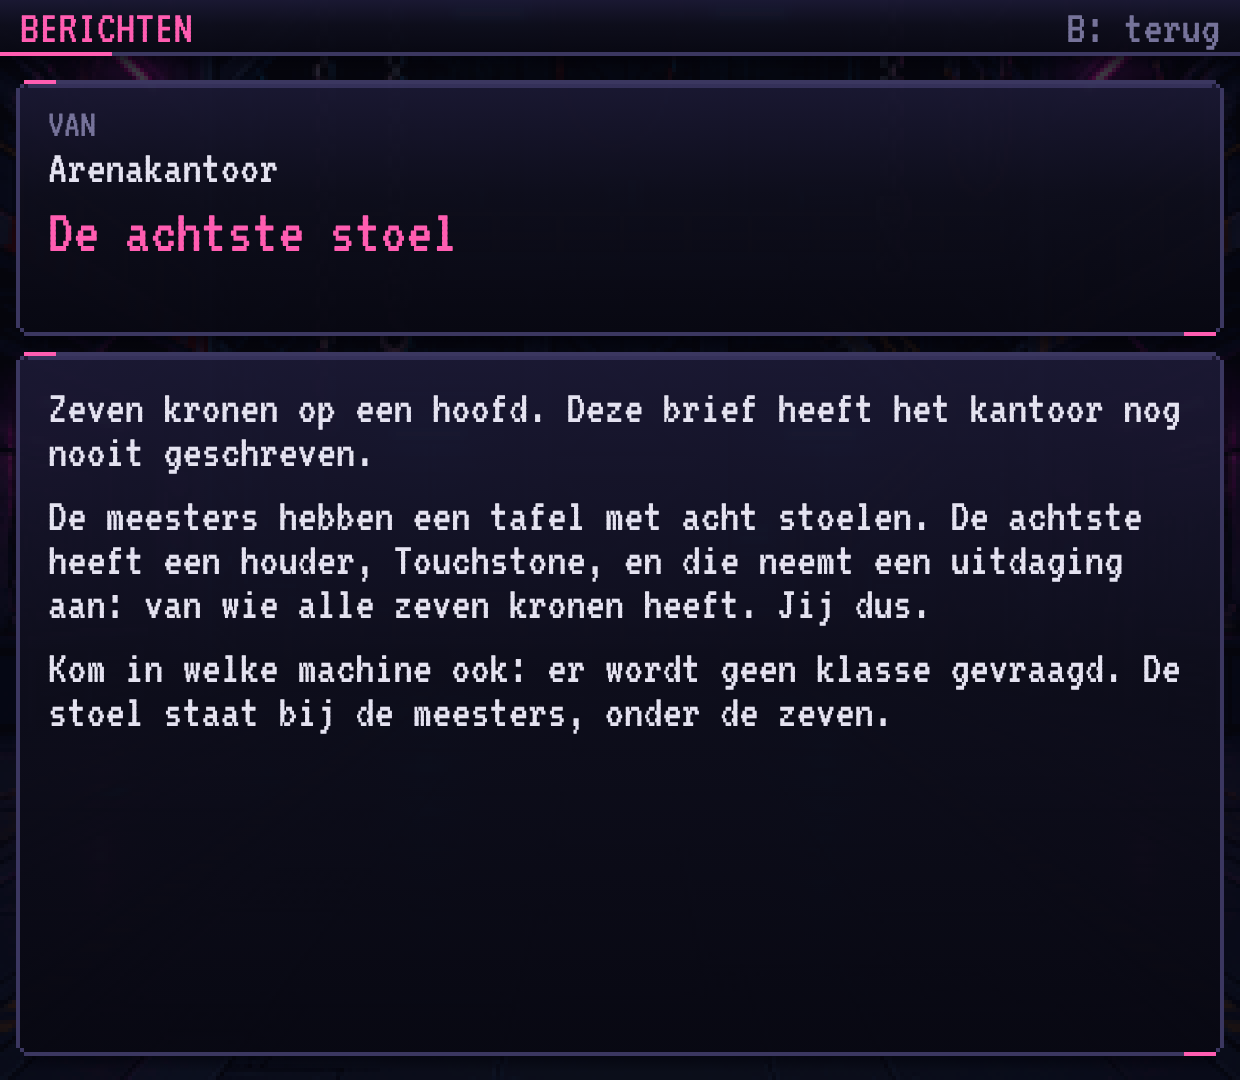 BERICHTEN
B: terug
VAN
Arenakantoor
De achtste stoel
Zeven kronen op een hoofd. Deze brief heeft het kantoor nog
nooit geschreven.
De meesters hebben een tafel met acht stoelen. De achtste
heeft een houder, Touchstone, en die neemt een uitdaging
aan: van wie alle zeven kronen heeft. Jij dus.
Kom in welke machine ook: er wordt geen klasse gevraagd. De
stoel staat bij de meesters, onder de zeven.